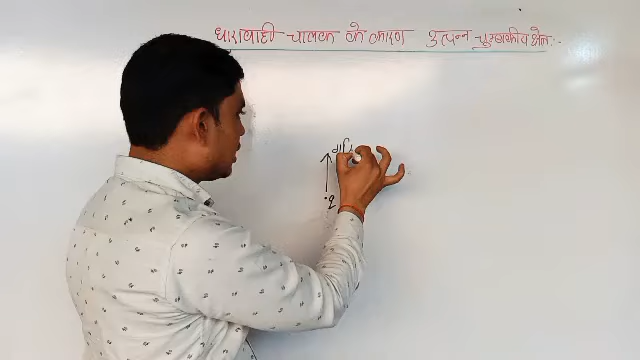 धारावाही चालक के कारण उत्पन्न चुम्बकीय क्षेत्र :-
q